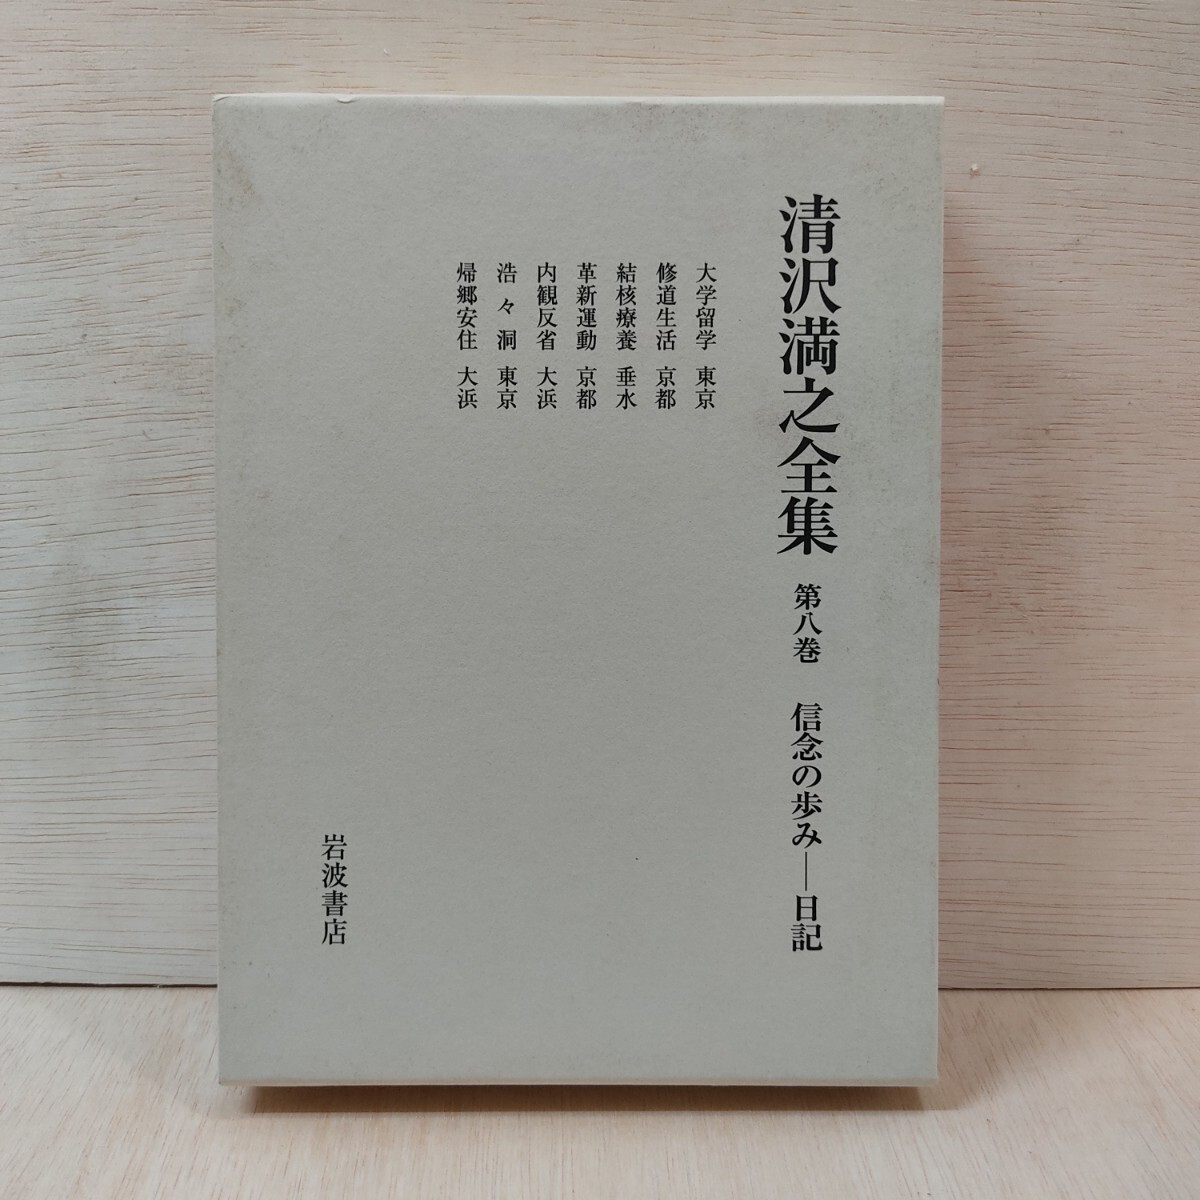 清沢満之全集 第八巻 信念の歩み──日記
大学留学 東京
修道生活 京都
結核療養 垂水
革新運動 京都
内観反省 大浜
浩々洞 東京
帰郷安住 大浜
岩波書店